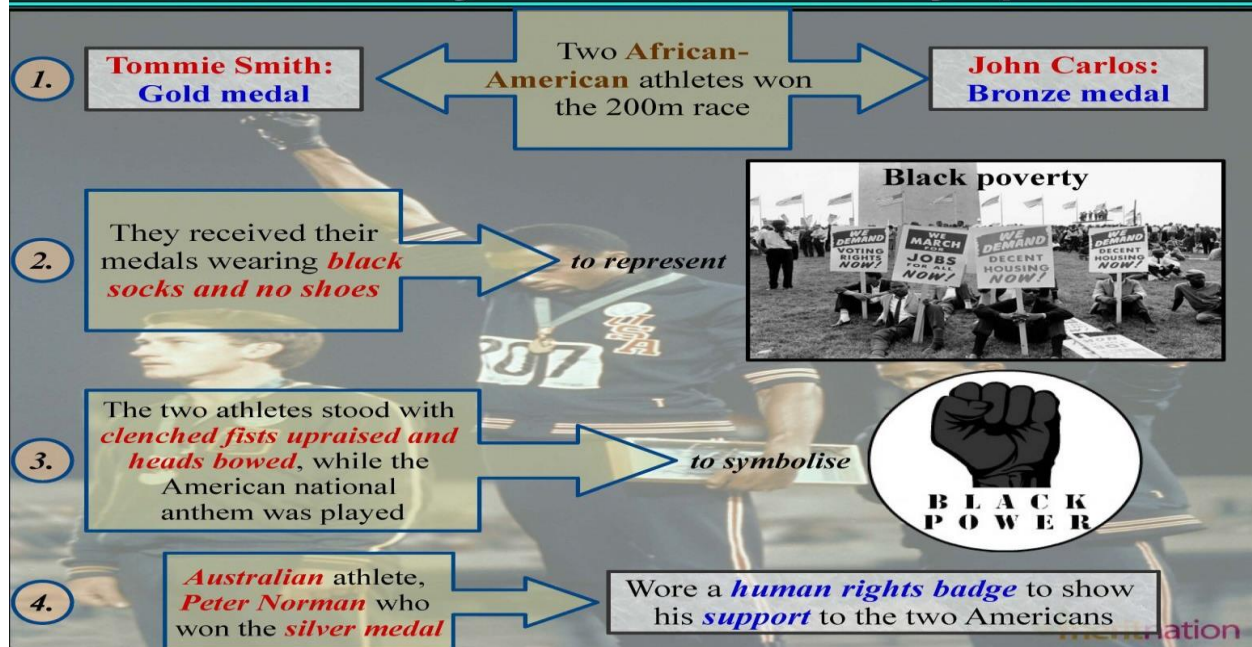 1.
Tommie Smith:
Gold medal
Two African-
American athletes won
the 200m race
John Carlos:
Bronze medal
2.
They received their
medals wearing black
socks and no shoes
to represent
Black poverty
WE
DEMAND
VOTING
RIGHTS
NOW!
WE
MARCH
FOR
JOBS
FOR ALL
NOW!
WE
DEMAND
DECENT
HOUSING
NOW!
WE
DEMAND
DECENT
HOUSING
NOW!
USA
307
3.
The two athletes stood with
clenched fists upraised and
heads bowed, while the
American national
anthem was played
to symbolise
BLACK
POWER
4.
Australian athlete,
Peter Norman who
won the silver medal
Wore a human rights badge to show
his support to the two Americans
meritnation